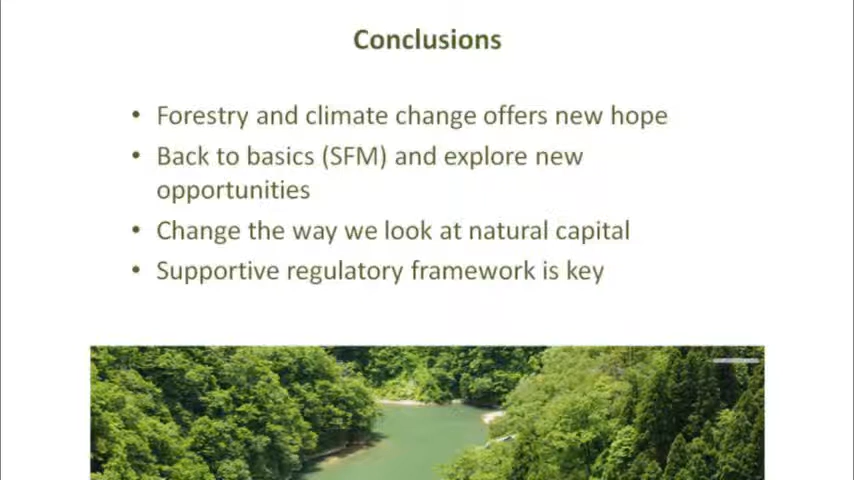 Conclusions
• Forestry and climate change offers new hope
• Back to basics (SFM) and explore new
opportunities
• Change the way we look at natural capital
• Supportive regulatory framework is key